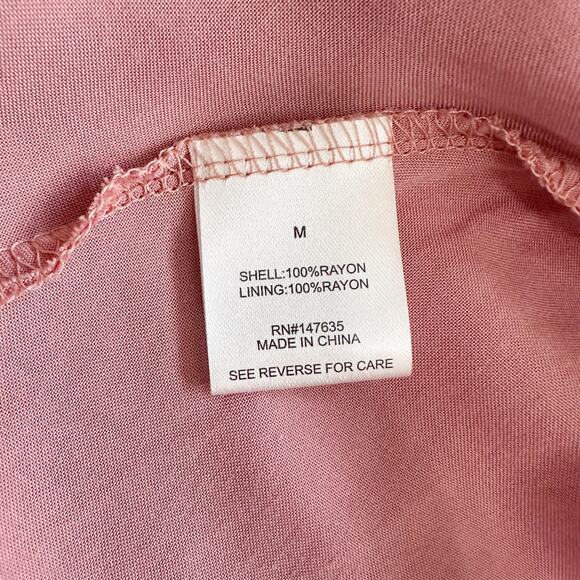 M
SHELL:100%RAYON
LINING:100%RAYON
RN#147635
MADE IN CHINA
SEE REVERSE FOR CARE